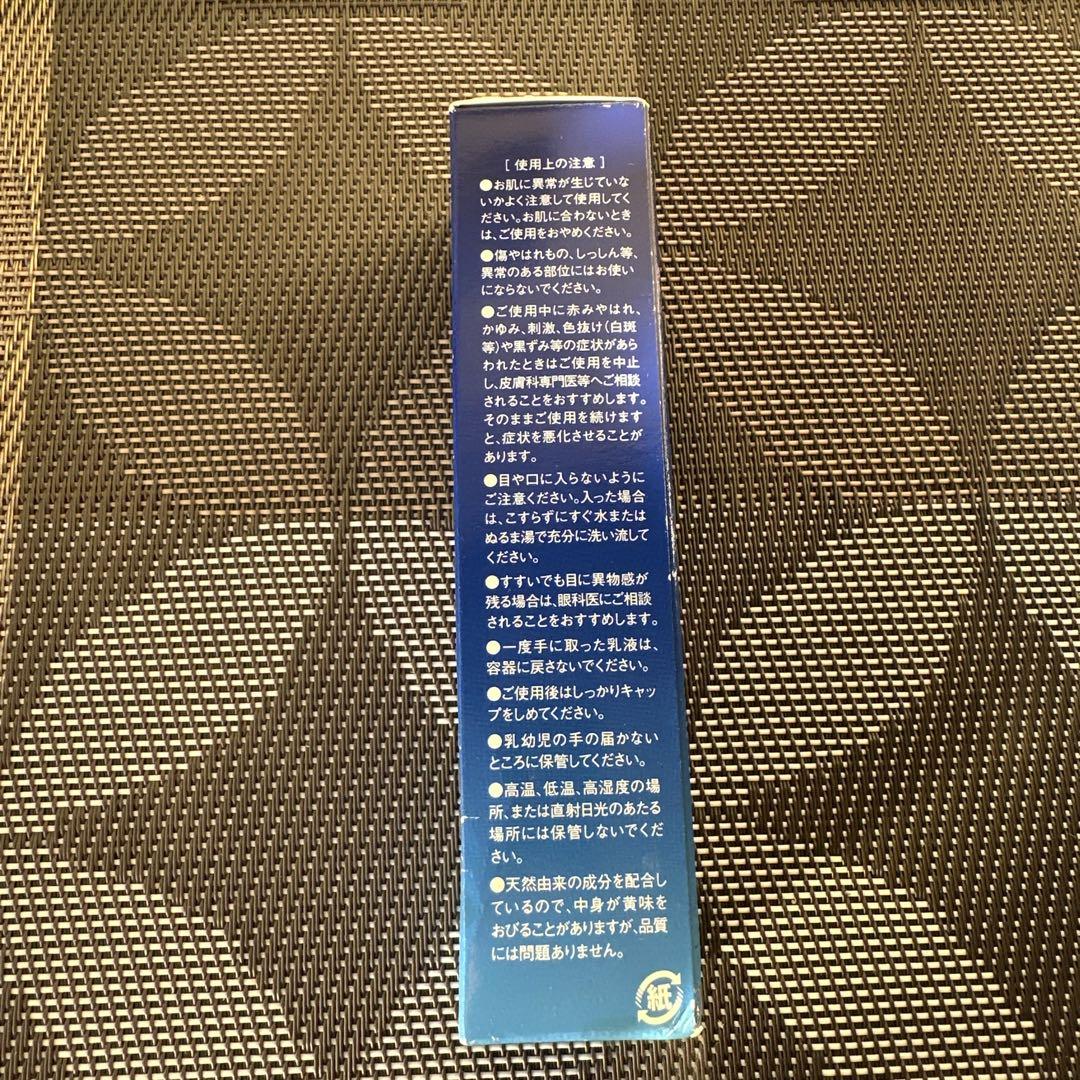 [ 使用上の注意 ]
●お肌に異常が生じていな
いかよく注意して使用してく
ださい。お肌に合わないとき
は、ご使用をおやめください。
●傷やはれもの、しっしん等、
異常のある部位にはお使い
にならないでください。
●ご使用中に赤みやはれ、
かゆみ、刺激、色抜け(白斑
等)や黒ずみ等の症状があら
われたときはご使用を中止
し、皮膚科専門医等へご相談
されることをおすすめします。
そのままご使用を続けます
と、症状を悪化させることが
あります。
●目や口に入らないように
ご注意ください。入った場合
は、こすらずにすぐ水または
ぬるま湯で充分に洗い流して
ください。
●すすいでも目に異物感が
残る場合は、眼科医にご相談
されることをおすすめします。
●一度手に取った乳液は、
容器に戻さないでください。
●ご使用後はしっかりキャッ
プをしめてください。
●乳幼児の手の届かない
ところに保管してください。
●高温、低温、高湿度の場
所、または直射日光のあたる
場所には保管しないでくだ
さい。
●天然由来の成分を配合し
ているので、中身が黄味を
おびることがありますが、品質
には問題ありません。
紙